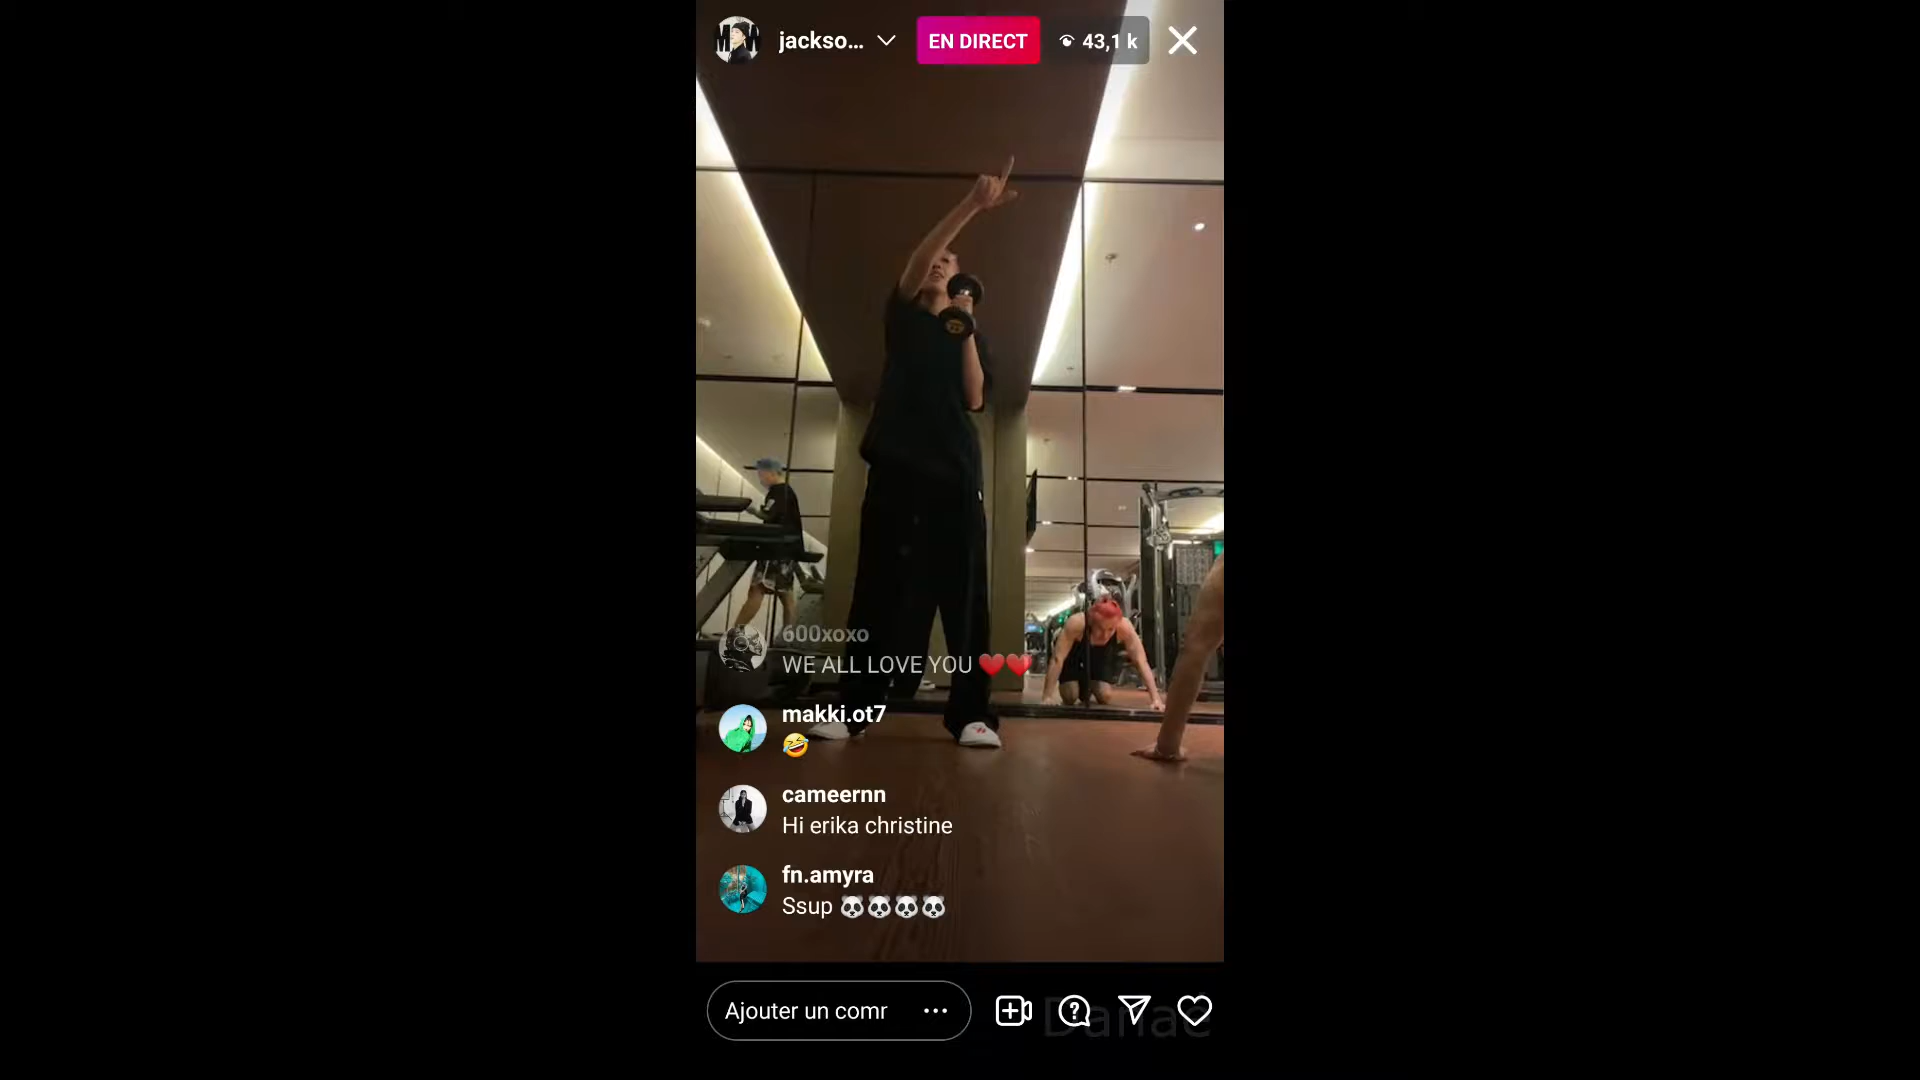 jackso...
EN DIRECT
43,1 k
600xoxo
WE ALL LOVE YOU ❤️❤️
makki.ot7
🤣
cameernn
Hi erika christine
fn.amyra
Ssup 🐼🐼🐼🐼
Ajouter un comr
Danaé